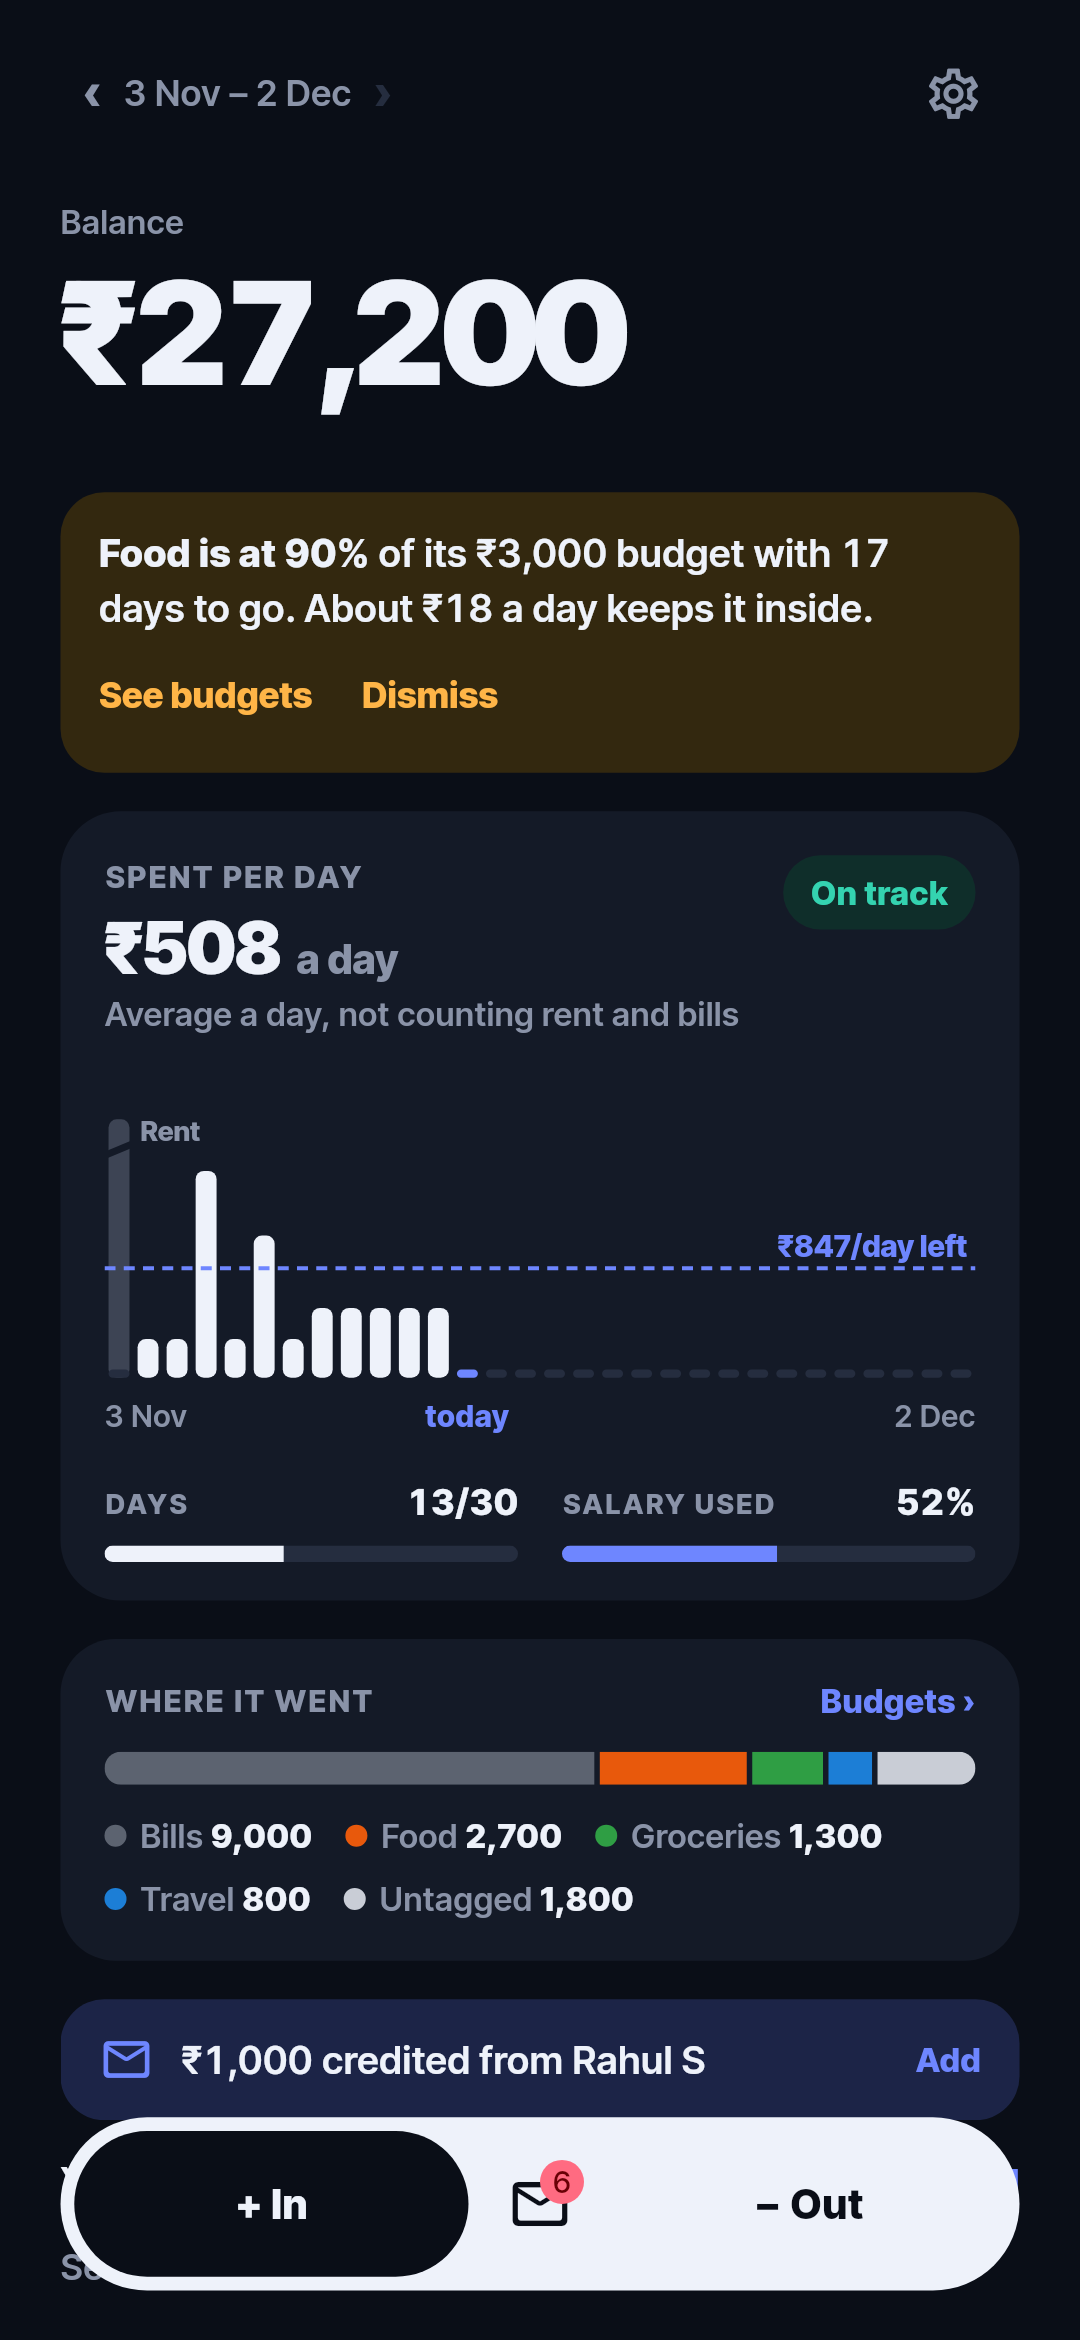 ‹ 3 Nov – 2 Dec ›
Balance
₹27,200
Food is at 90% of its ₹3,000 budget with 17
days to go. About ₹18 a day keeps it inside.
See budgets Dismiss
SPENT PER DAY
On track
₹508 a day
Average a day, not counting rent and bills
Rent
₹847/day left
3 Nov today 2 Dec
DAYS 13/30 SALARY USED 52%
WHERE IT WENT Budgets ›
Bills 9,000 Food 2,700 Groceries 1,300
Travel 800 Untagged 1,800
₹1,000 credited from Rahul S Add
+ In 6 – Out